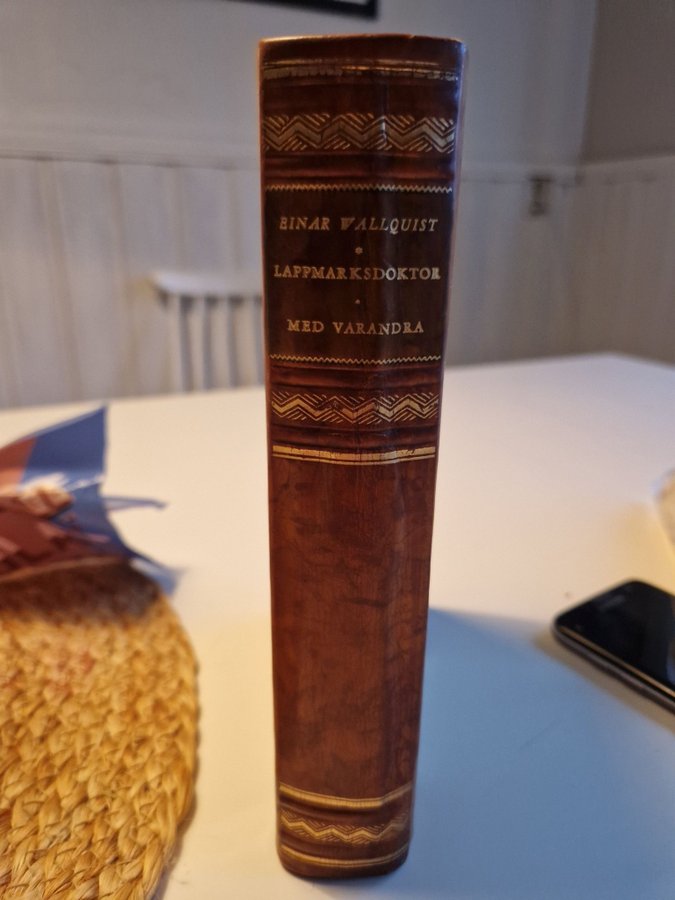 EINAR WALLQUIST
*
LAPPMARKSDOKTOR
*
MED VARANDRA